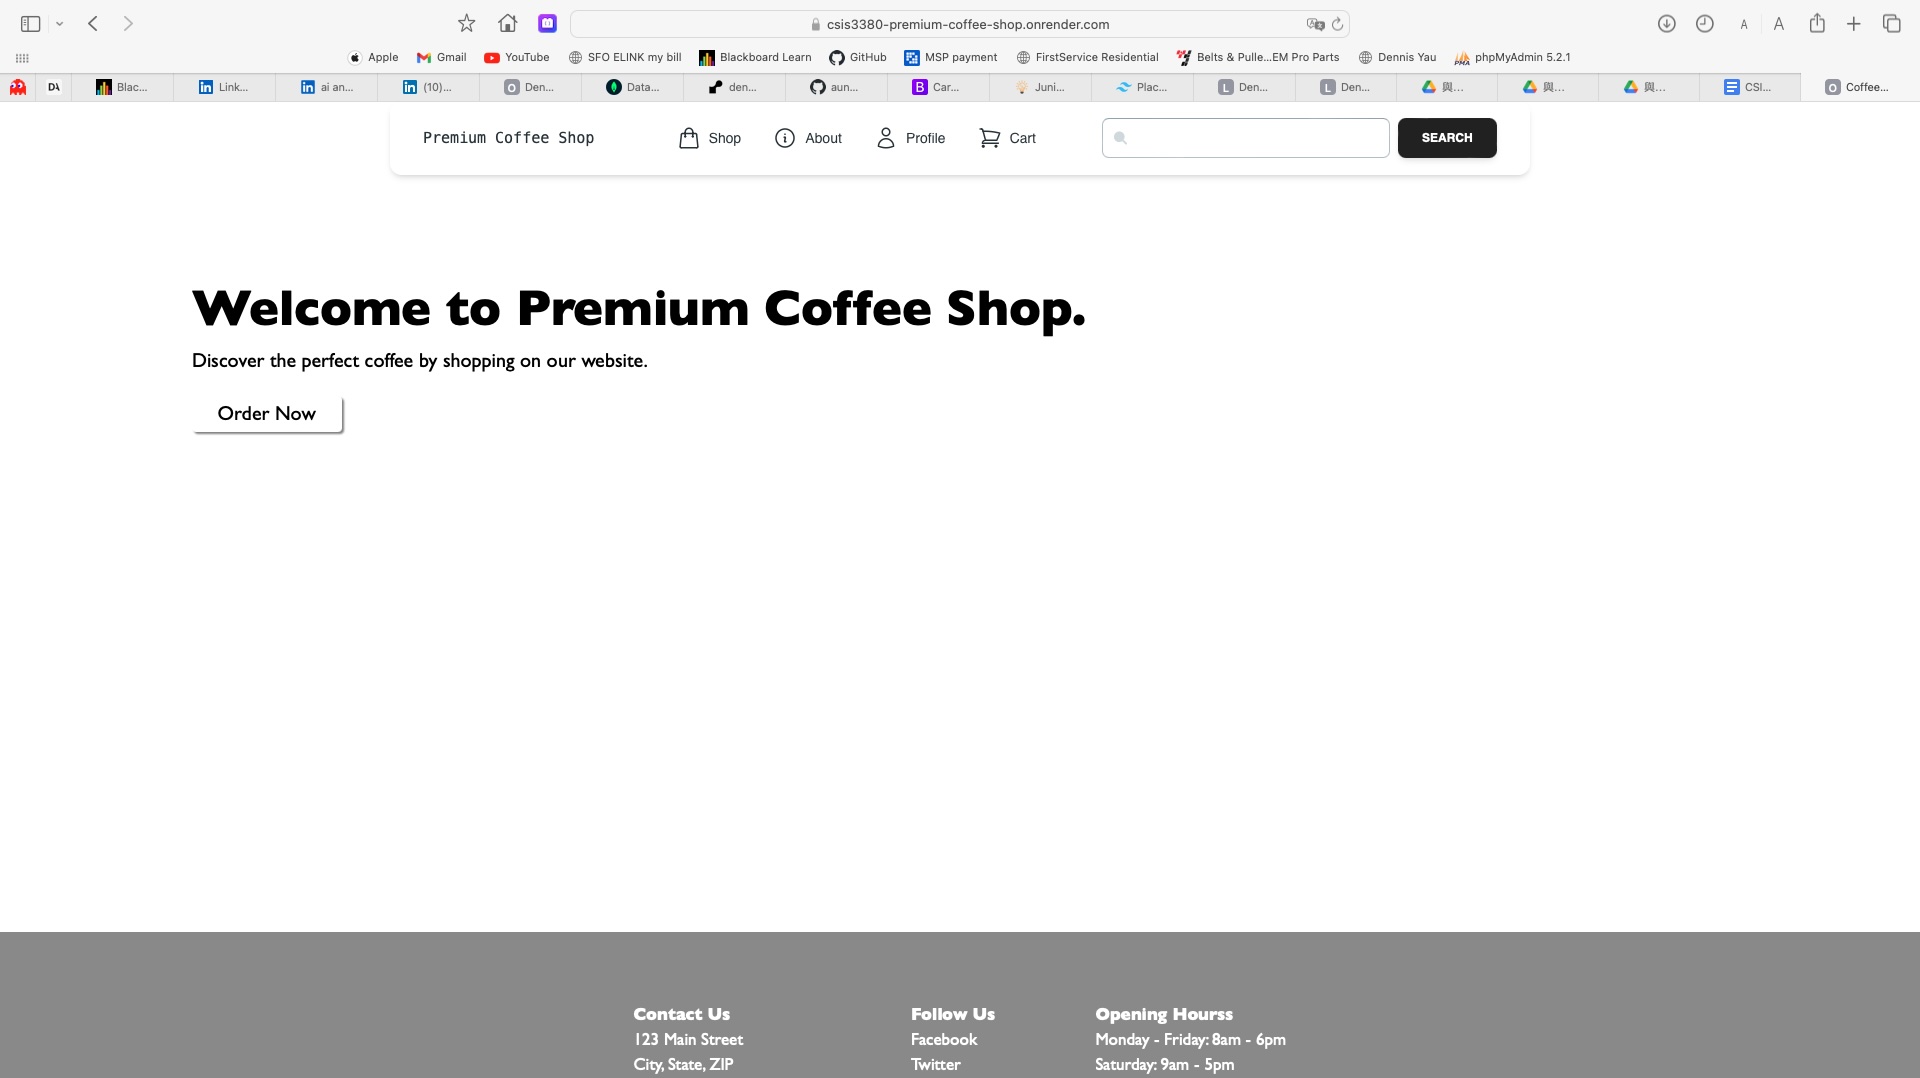 csis3380-premium-coffee-shop.onrender.com
Apple Gmail YouTube SFO ELINK my bill Blackboard Learn GitHub MSP payment FirstService Residential Belts & Pulle...EM Pro Parts Dennis Yau phpMyAdmin 5.2.1
Blac... Link... ai an... (10)... Den... Data... den... aun... Car... Juni... Plac... Den... Den... 與... 與... 與... CSI... Coffee...
Premium Coffee Shop Shop About Profile Cart SEARCH
Welcome to Premium Coffee Shop.
Discover the perfect coffee by shopping on our website.
Order Now
Contact Us
123 Main Street
City, State, ZIP
Follow Us
Facebook
Twitter
Opening Hourss
Monday - Friday: 8am - 6pm
Saturday: 9am - 5pm